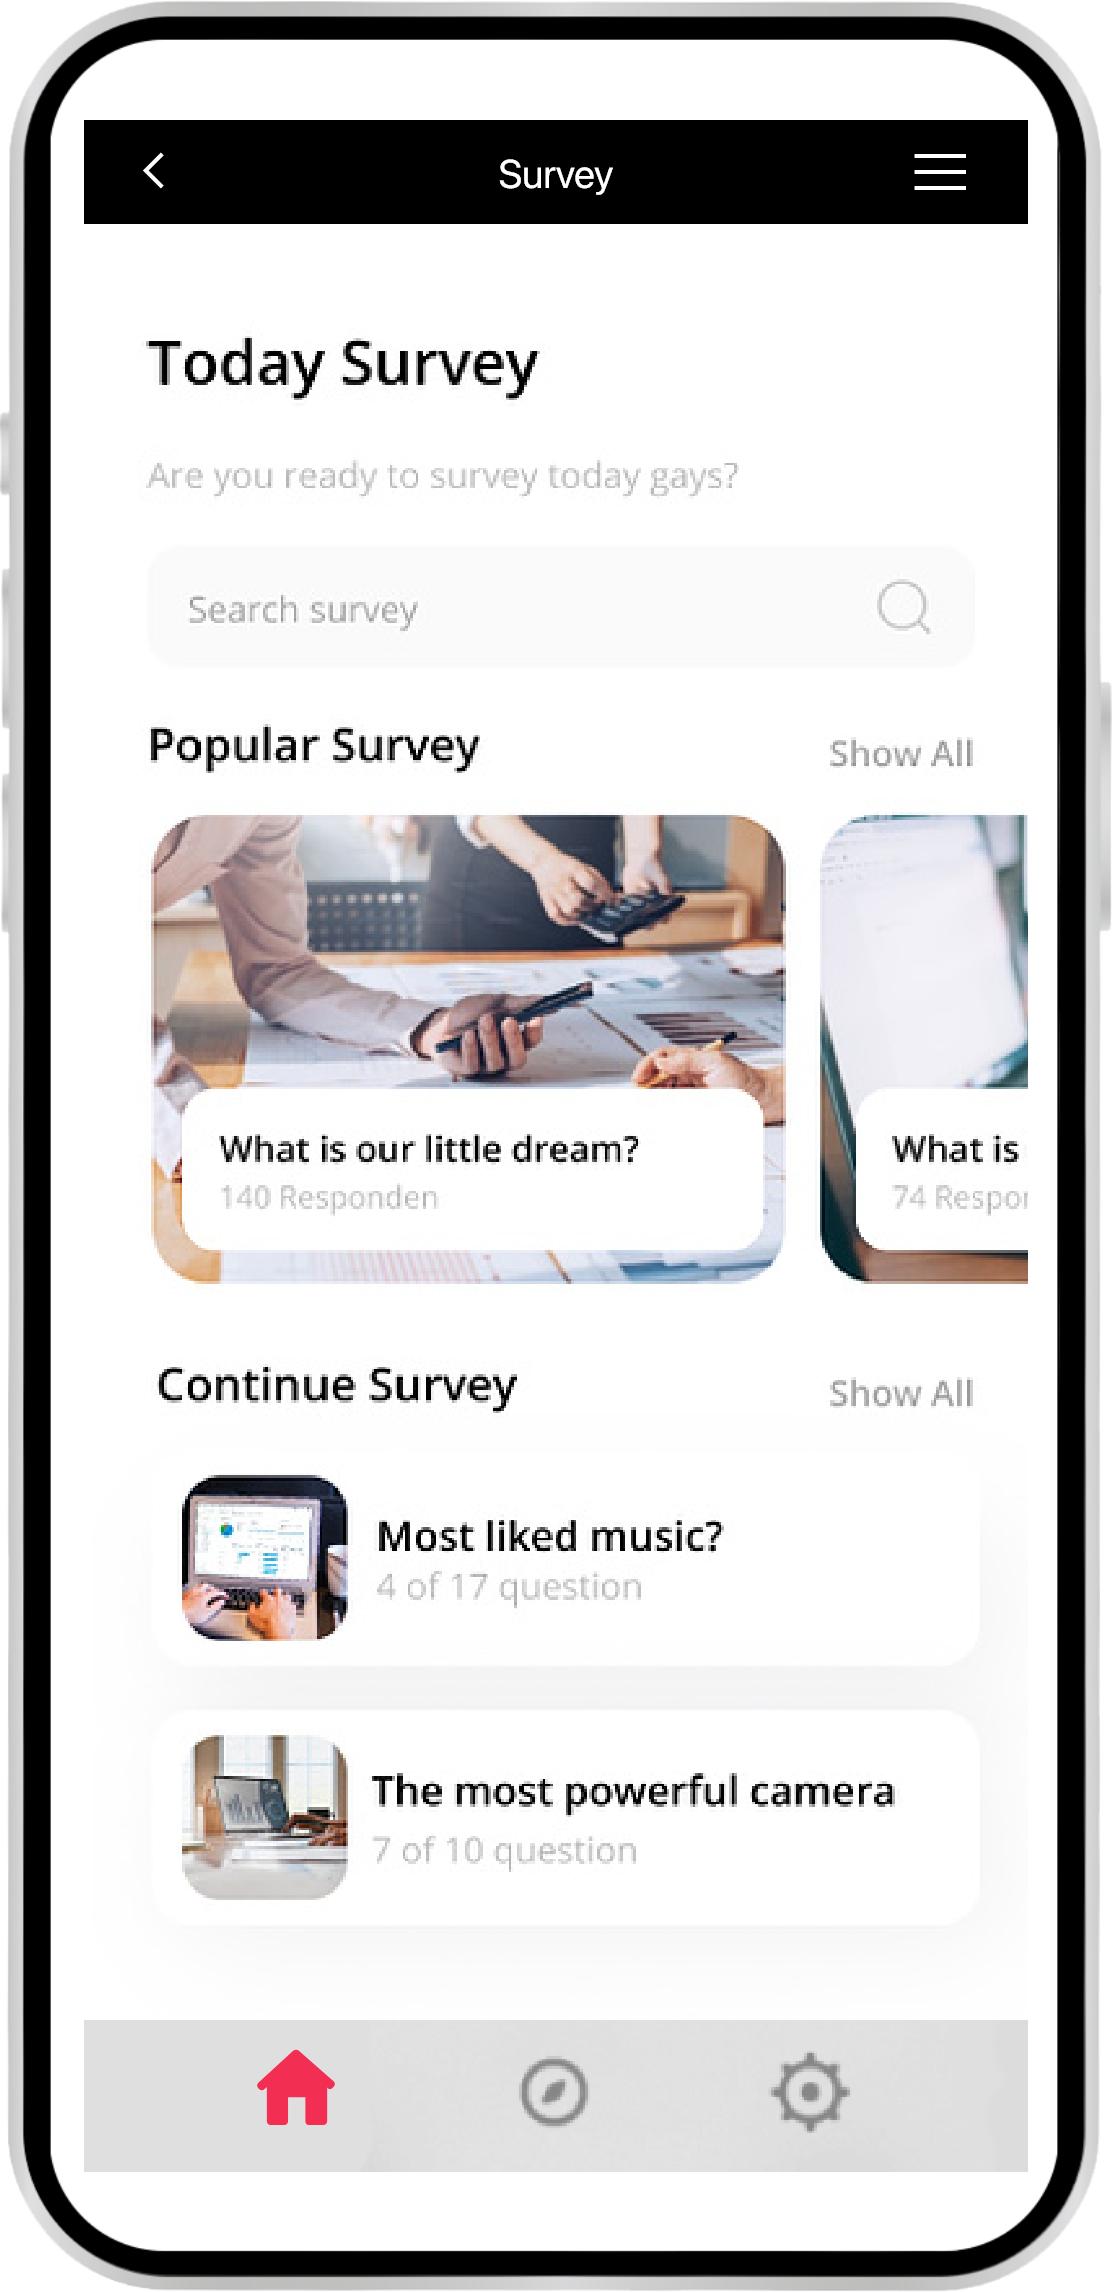 Survey
Today Survey
Are you ready to survey today gays?
Search survey
Popular Survey
Show All
What is our little dream?
140 Responden
What is
74 Respon
Continue Survey
Show All
Most liked music?
4 of 17 question
The most powerful camera
7 of 10 question